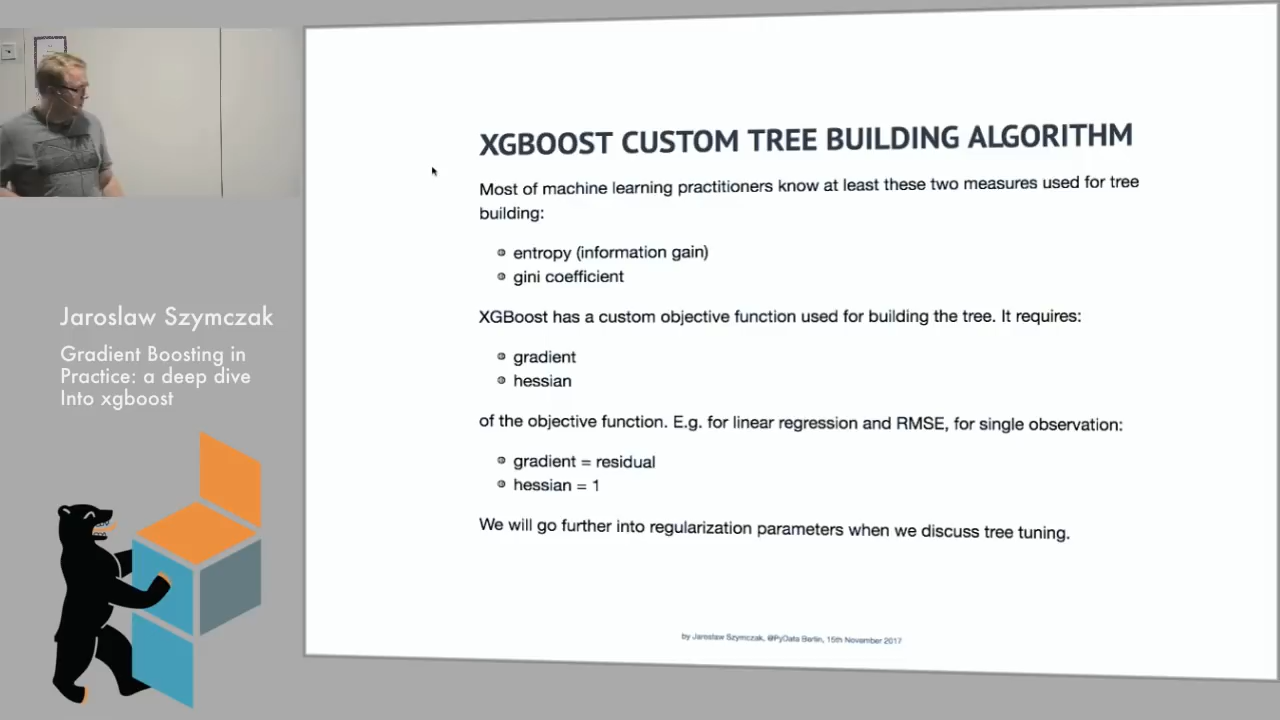 XGBOOST CUSTOM TREE BUILDING ALGORITHM
Most of machine learning practitioners know at least these two measures used for tree
building:
entropy (information gain)
gini coefficient
XGBoost has a custom objective function used for building the tree. It requires:
gradient
hessian
of the objective function. E.g. for linear regression and RMSE, for single observation:
gradient = residual
hessian = 1
We will go further into regularization parameters when we discuss tree tuning.
by Jaroslaw Szymczak, @PyData Berlin, 15th November 2017
Jaroslaw Szymczak
Gradient Boosting in
Practice: a deep dive
Into xgboost